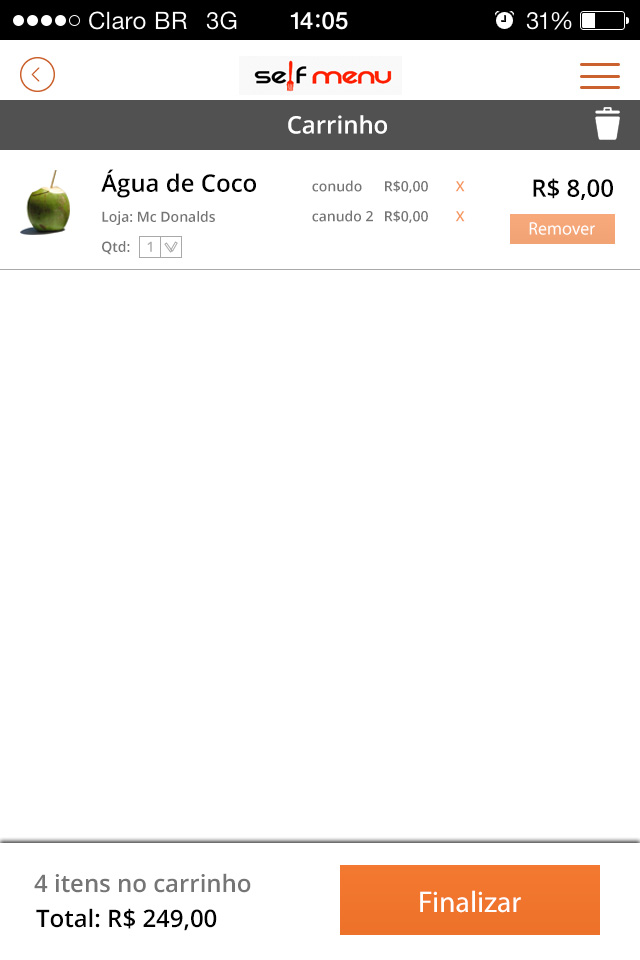 Claro BR 3G 14:05 31%
self menu
Carrinho
Água de Coco
Loja: Mc Donalds
Qtd: 1
conudo R$0,00 X
canudo 2 R$0,00 X
R$ 8,00
Remover
4 itens no carrinho
Total: R$ 249,00
Finalizar